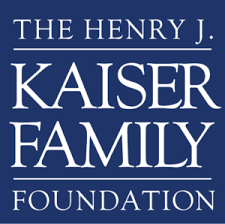 THE HENRY J.
KAISER
FAMILY
FOUNDATION